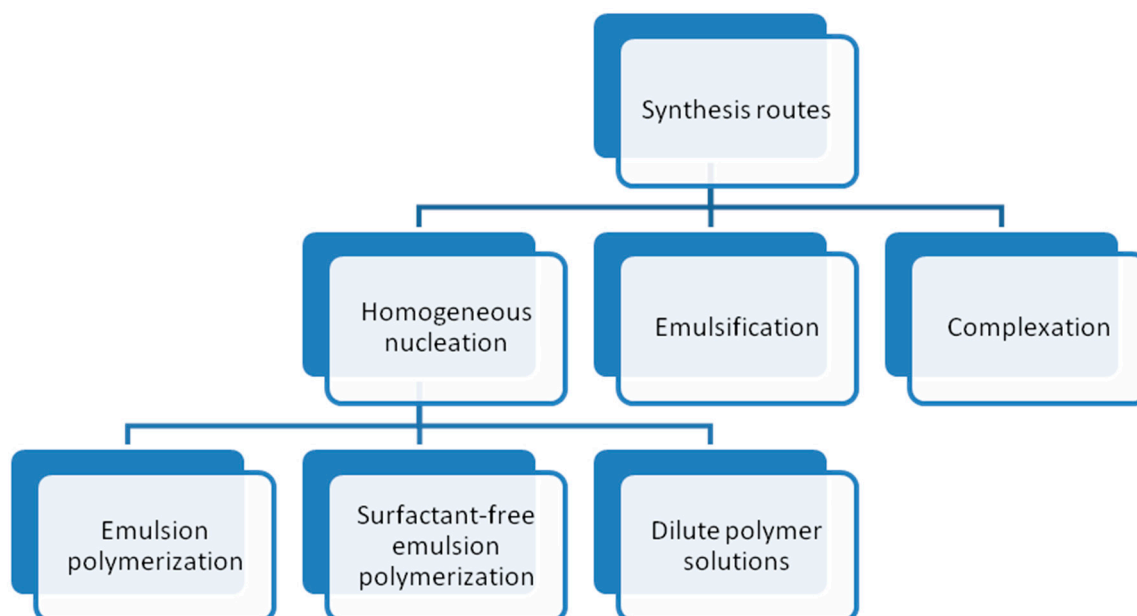 Synthesis routes
Homogeneous
nucleation
Emulsification
Complexation
Emulsion
polymerization
Surfactant-free
emulsion
polymerization
Dilute polymer
solutions